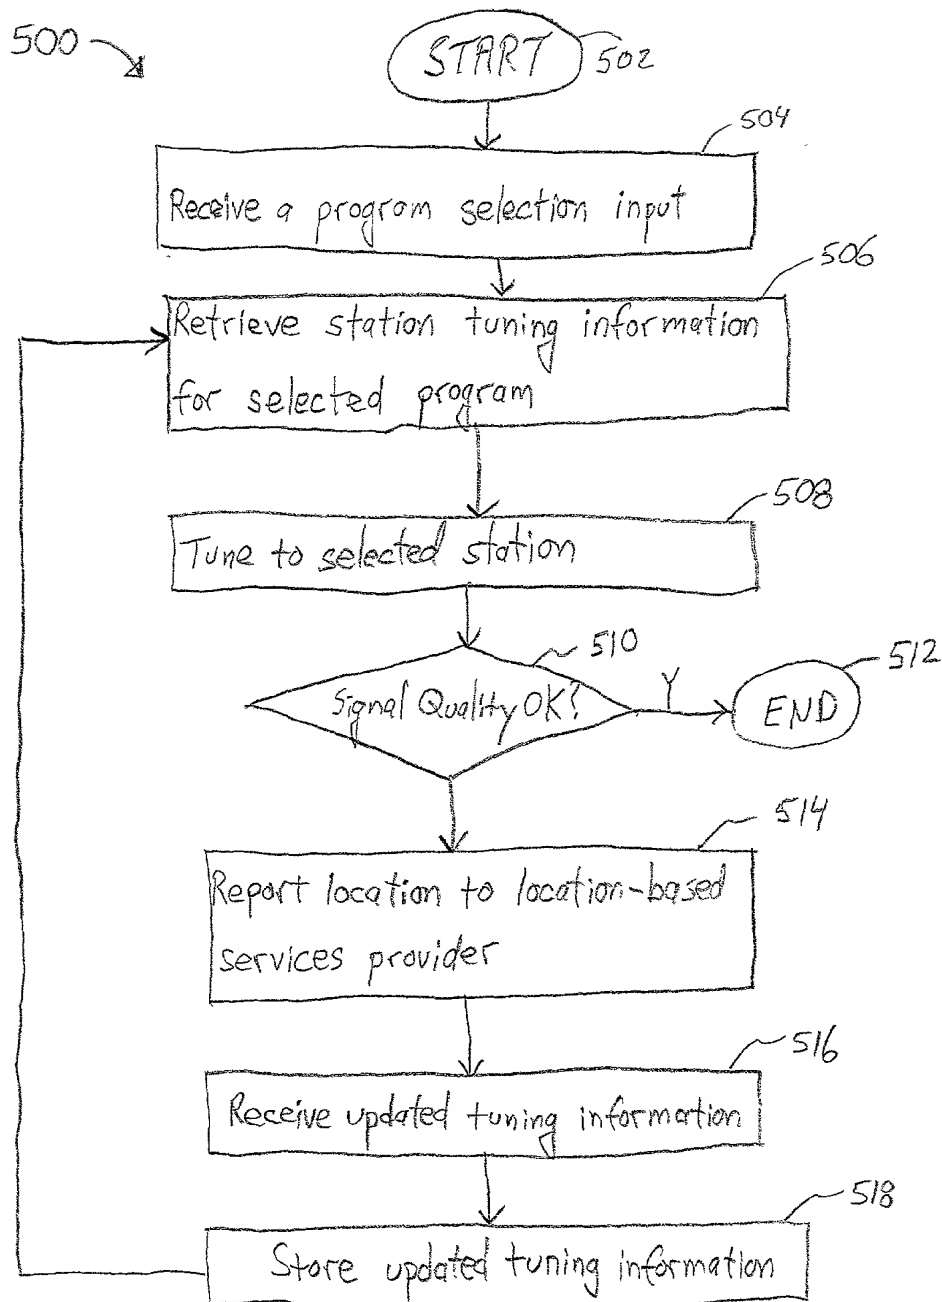 500
START
502
504
Receive a program selection input
506
Retrieve station tuning information
for selected program
508
Tune to selected station
510
Signal Quality OK?
Y
END
512
514
Report location to location-based
services provider
516
Receive updated tuning information
518
Store updated tuning information